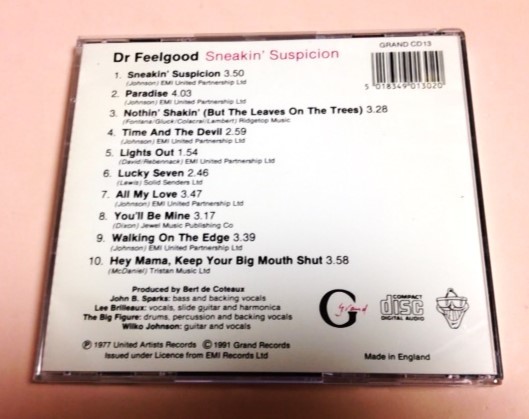 Dr Feelgood Sneakin' Suspicion
GRAND CD13
5 018349 013020
1. Sneakin' Suspicion 3.50
(Johnson) EMI United Partnership Ltd
2. Paradise 4.03
(Johnson) EMI United Partnership Ltd
3. Nothin' Shakin' (But The Leaves On The Trees) 3.28
(Fontana/Gluck/Colacrai/Lambert) Ridgetop Music
4. Time And The Devil 2.59
(Johnson) EMI United Partnership Ltd
5. Lights Out 1.54
(David/Rebennack) EMI United Partnership Ltd
6. Lucky Seven 2.46
(Lewis) Solid Senders Ltd
7. All My Love 3.47
(Johnson) EMI United Partnership Ltd
8. You'll Be Mine 3.17
(Dixon) Jewel Music Publishing Co
9. Walking On The Edge 3.39
(Johnson) EMI United Partnership Ltd
10. Hey Mama, Keep Your Big Mouth Shut 3.58
(McDaniel) Tristan Music Ltd
Produced by Bert de Coteaux
John B. Sparks: bass and backing vocals
Lee Brilleaux: vocals, slide guitar and harmonica
The Big Figure: drums, percussion and backing vocals
Wilko Johnson: guitar and vocals
Ⓟ 1977 United Artists Records © 1991 Grand Records
Issued under Licence from EMI Records Ltd
G grand
COMPACT
disc
DIGITAL AUDIO
Made in England